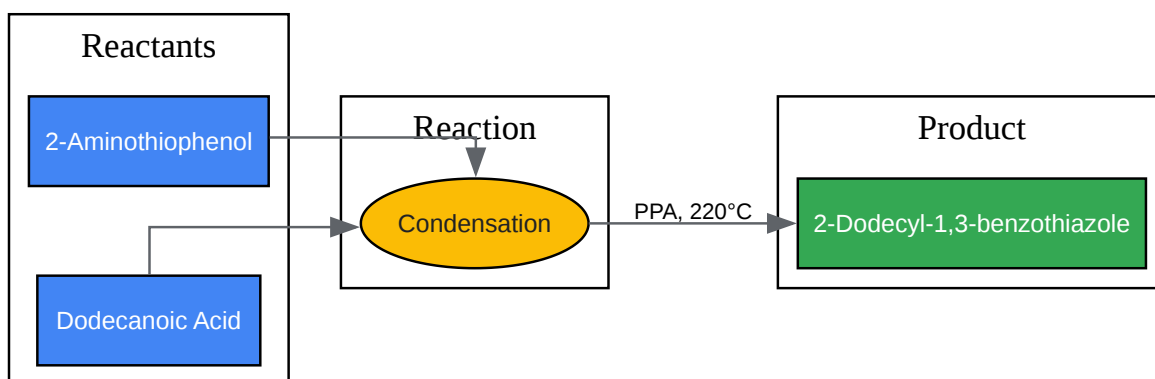 Reactants
2-Aminothiophenol
Dodecanoic Acid
Reaction
Condensation
PPA, 220°C
Product
2-Dodecyl-1,3-benzothiazole